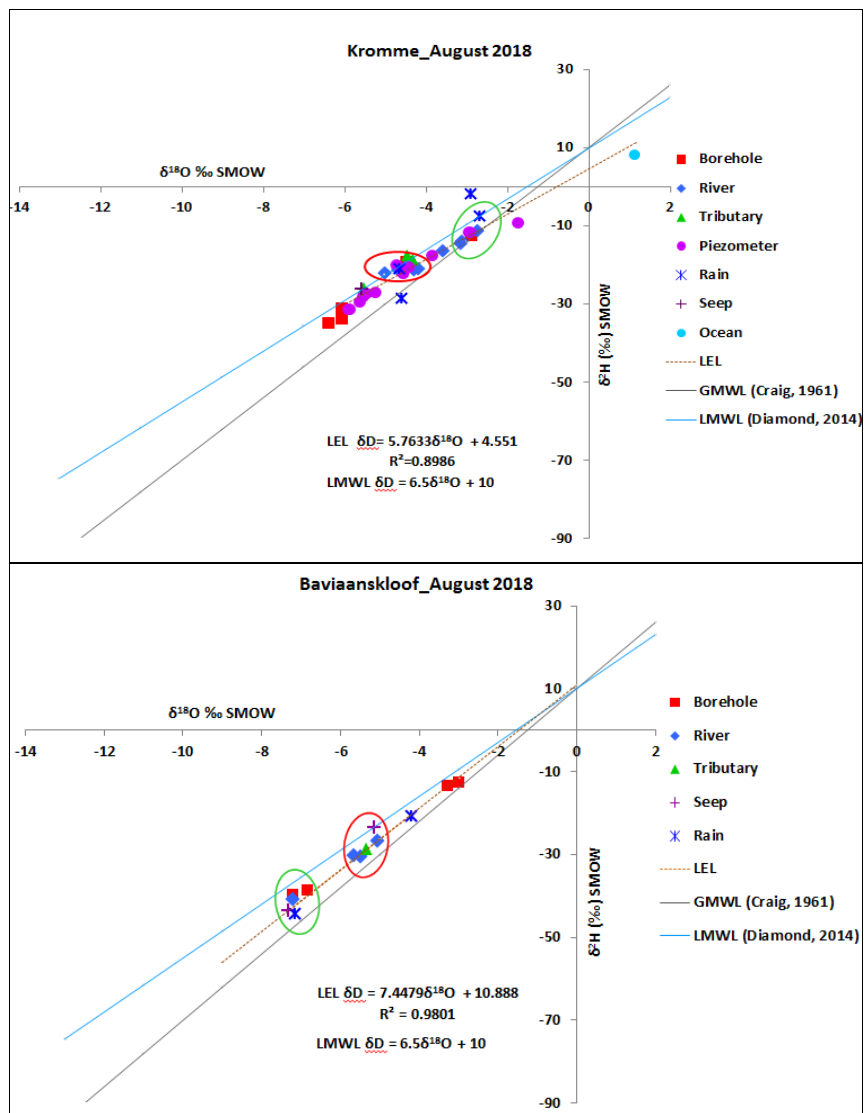 Kromme_August 2018
30
10
δ¹⁸O ‰ SMOW
-14 -12 -10 -8 -6 -4 -2 0 2
-10
-30
-50
-70
-90
δ²H (‰) SMOW
Borehole
River
Tributary
Piezometer
Rain
Seep
Ocean
LEL
GMWL (Craig, 1961)
LMWL (Diamond, 2014)
LEL δD= 5.7633δ¹⁸O + 4.551
R²=0.8986
LMWL δD = 6.5δ¹⁸O + 10
Baviaanskloof_August 2018
30
10
δ¹⁸O ‰ SMOW
-14 -12 -10 -8 -6 -4 -2 0 2
-10
-30
-50
-70
-90
δ²H (‰) SMOW
Borehole
River
Tributary
Seep
Rain
LEL
GMWL (Craig, 1961)
LMWL (Diamond, 2014)
LEL δD = 7.4479δ¹⁸O + 10.888
R² = 0.9801
LMWL δD = 6.5δ¹⁸O + 10